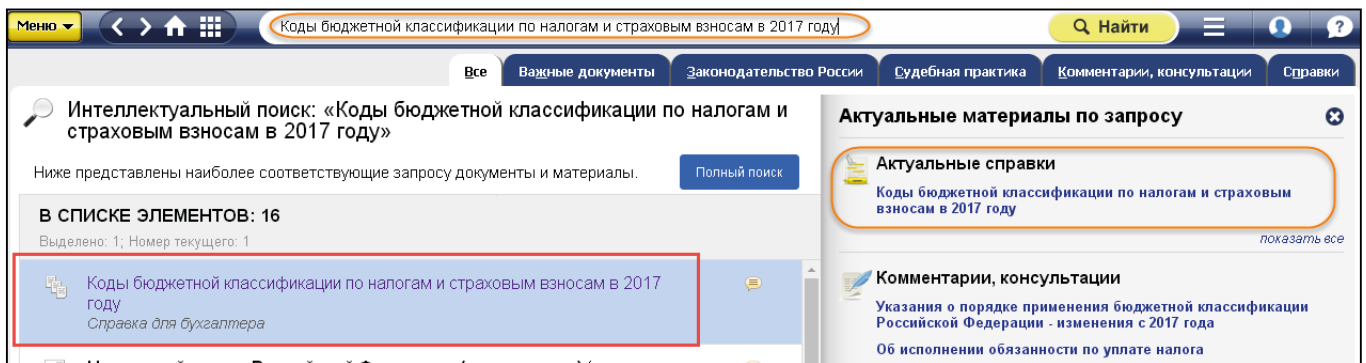 Меню
Коды бюджетной классификации по налогам и страховым взносам в 2017 году
Найти
Все
Важные документы
Законодательство России
Судебная практика
Комментарии, консультации
Справки
Интеллектуальный поиск: «Коды бюджетной классификации по налогам и
страховым взносам в 2017 году»
Ниже представлены наиболее соответствующие запросу документы и материалы.
Полный поиск
В СПИСКЕ ЭЛЕМЕНТОВ: 16
Выделено: 1; Номер текущего: 1
Коды бюджетной классификации по налогам и страховым взносам в 2017
году
Справка для бухгалтера
Актуальные материалы по запросу
Актуальные справки
Коды бюджетной классификации по налогам и страховым
взносам в 2017 году
показать все
Комментарии, консультации
Указания о порядке применения бюджетной классификации
Российской Федерации - изменения с 2017 года
Об исполнении обязанности по уплате налога